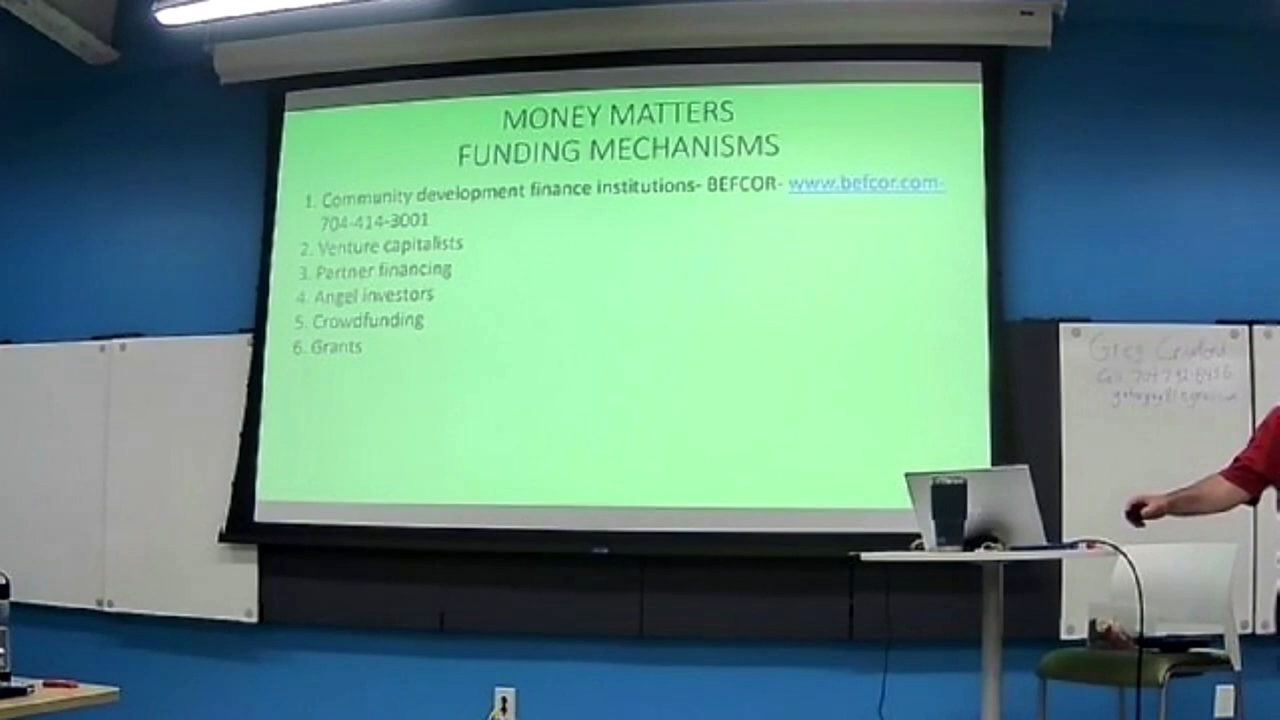 MONEY MATTERS
FUNDING MECHANISMS
1. Community development finance institutions- BEFCOR- www.befcor.com-
704-414-3001
2. Venture capitalists
3. Partner financing
4. Angel investors
5. Crowdfunding
6. Grants
Greg